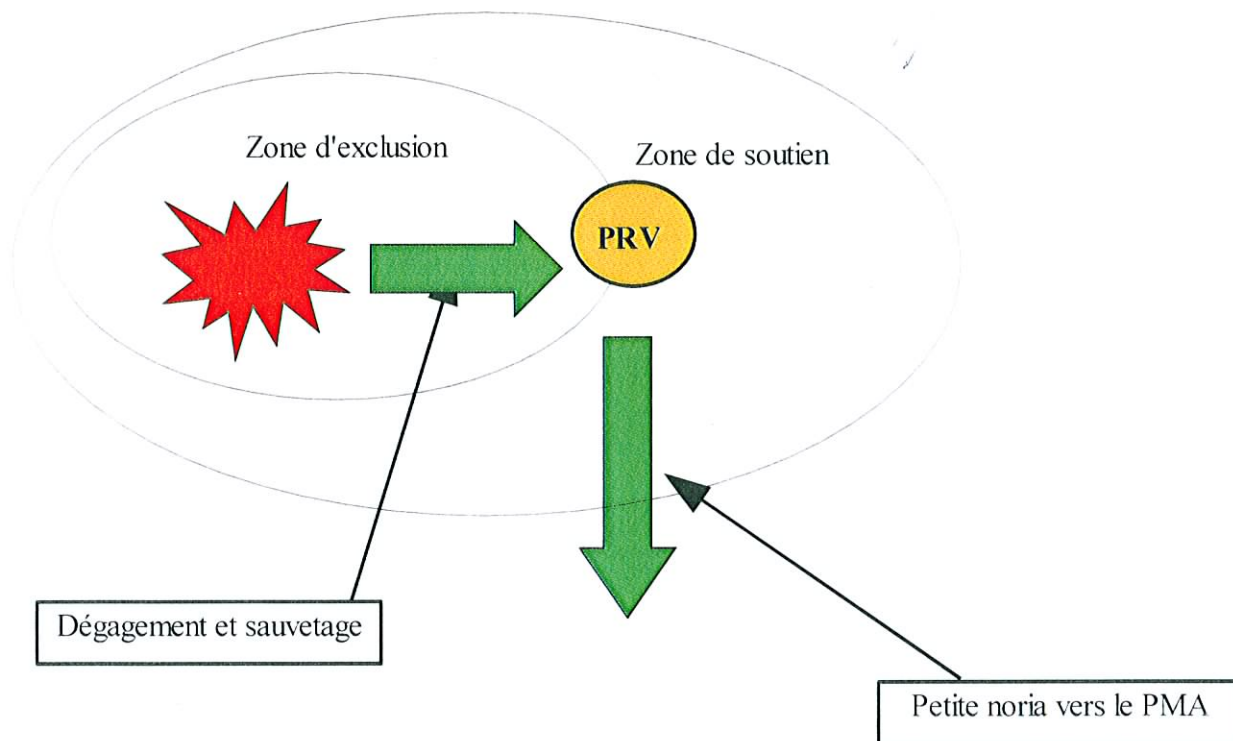 Zone d'exclusion
Zone de soutien
PRV
Dégagement et sauvetage
Petite noria vers le PMA